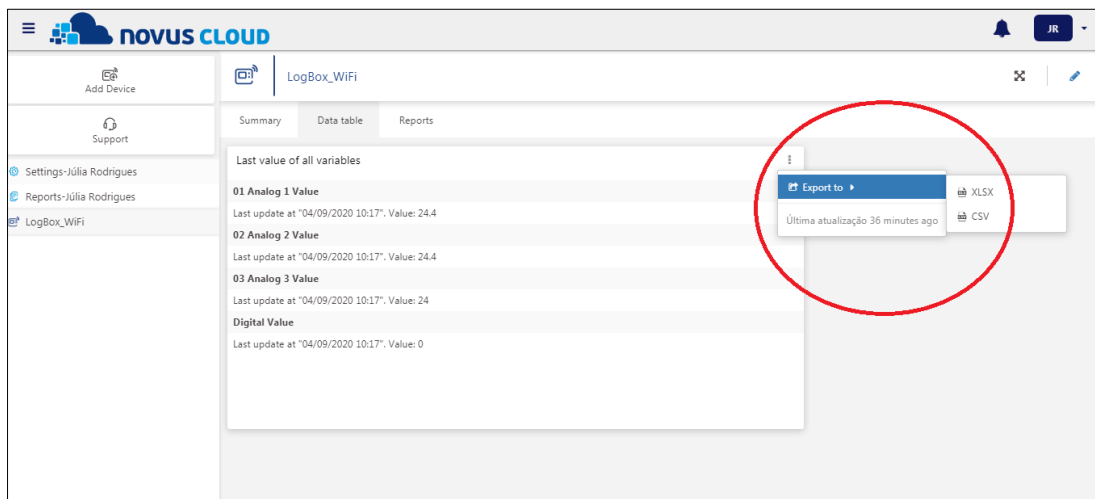 NOVUS CLOUD
JR
Add Device
Support
Settings-Júlia Rodrigues
Reports-Júlia Rodrigues
LogBox_WiFi
LogBox_WiFi
Summary Data table Reports
Last value of all variables
01 Analog 1 Value
Last update at "04/09/2020 10:17". Value: 24.4
02 Analog 2 Value
Last update at "04/09/2020 10:17". Value: 24.4
03 Analog 3 Value
Last update at "04/09/2020 10:17". Value: 24
Digital Value
Last update at "04/09/2020 10:17". Value: 0
Export to
Última atualização 36 minutes ago
XLSX
CSV